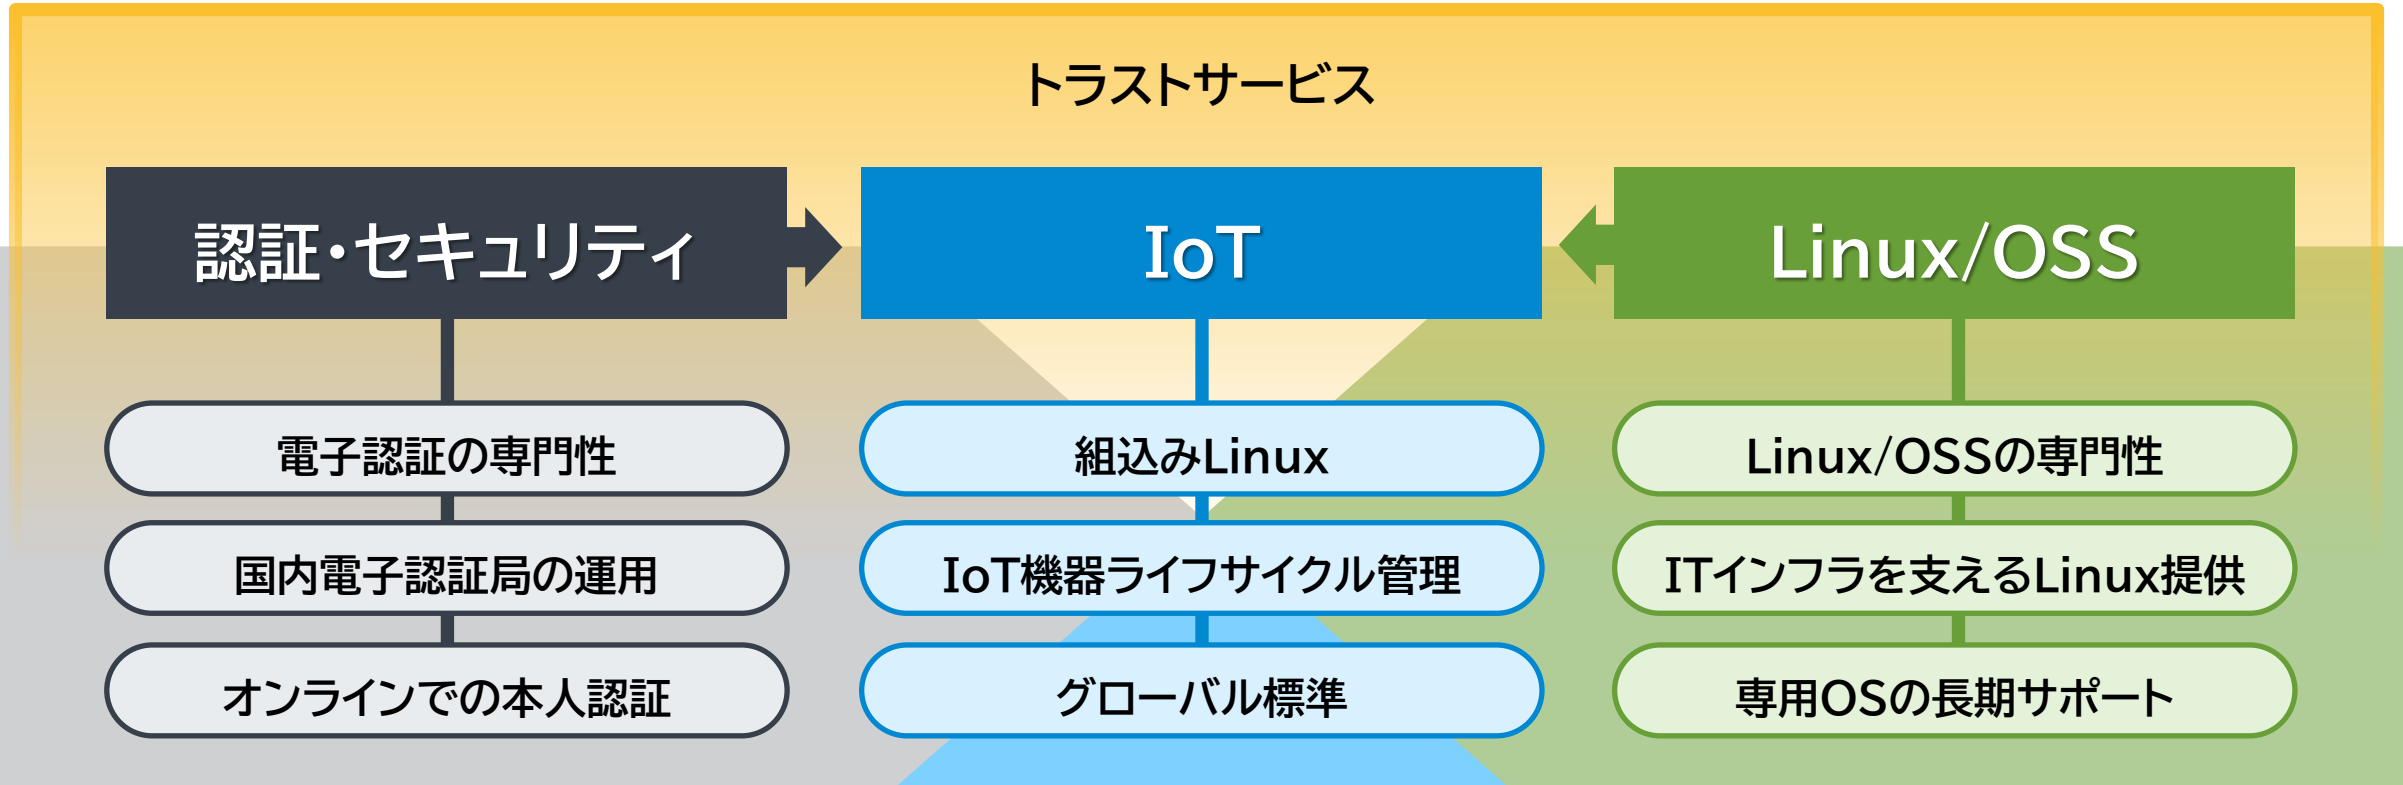 トラストサービス
認証・セキュリティ
電子認証の専門性
国内電子認証局の運用
オンラインでの本人認証
IoT
組込みLinux
IoT機器ライフサイクル管理
グローバル標準
Linux/OSS
Linux/OSSの専門性
ITインフラを支えるLinux提供
専用OSの長期サポート